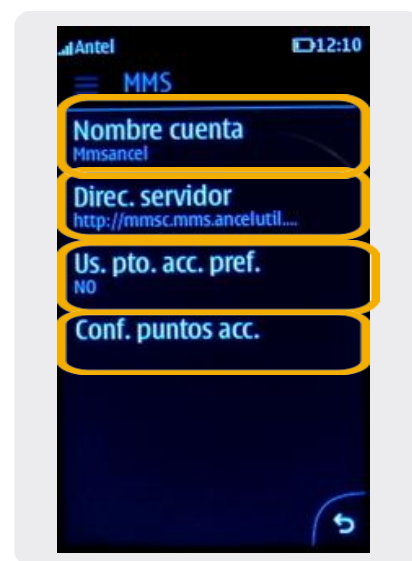 Antel 12:10
MMS
Nombre cuenta
Mmsancel
Direc. servidor
http://mmsc.mms.ancelutil....
Us. pto. acc. pref.
NO
Conf. puntos acc.